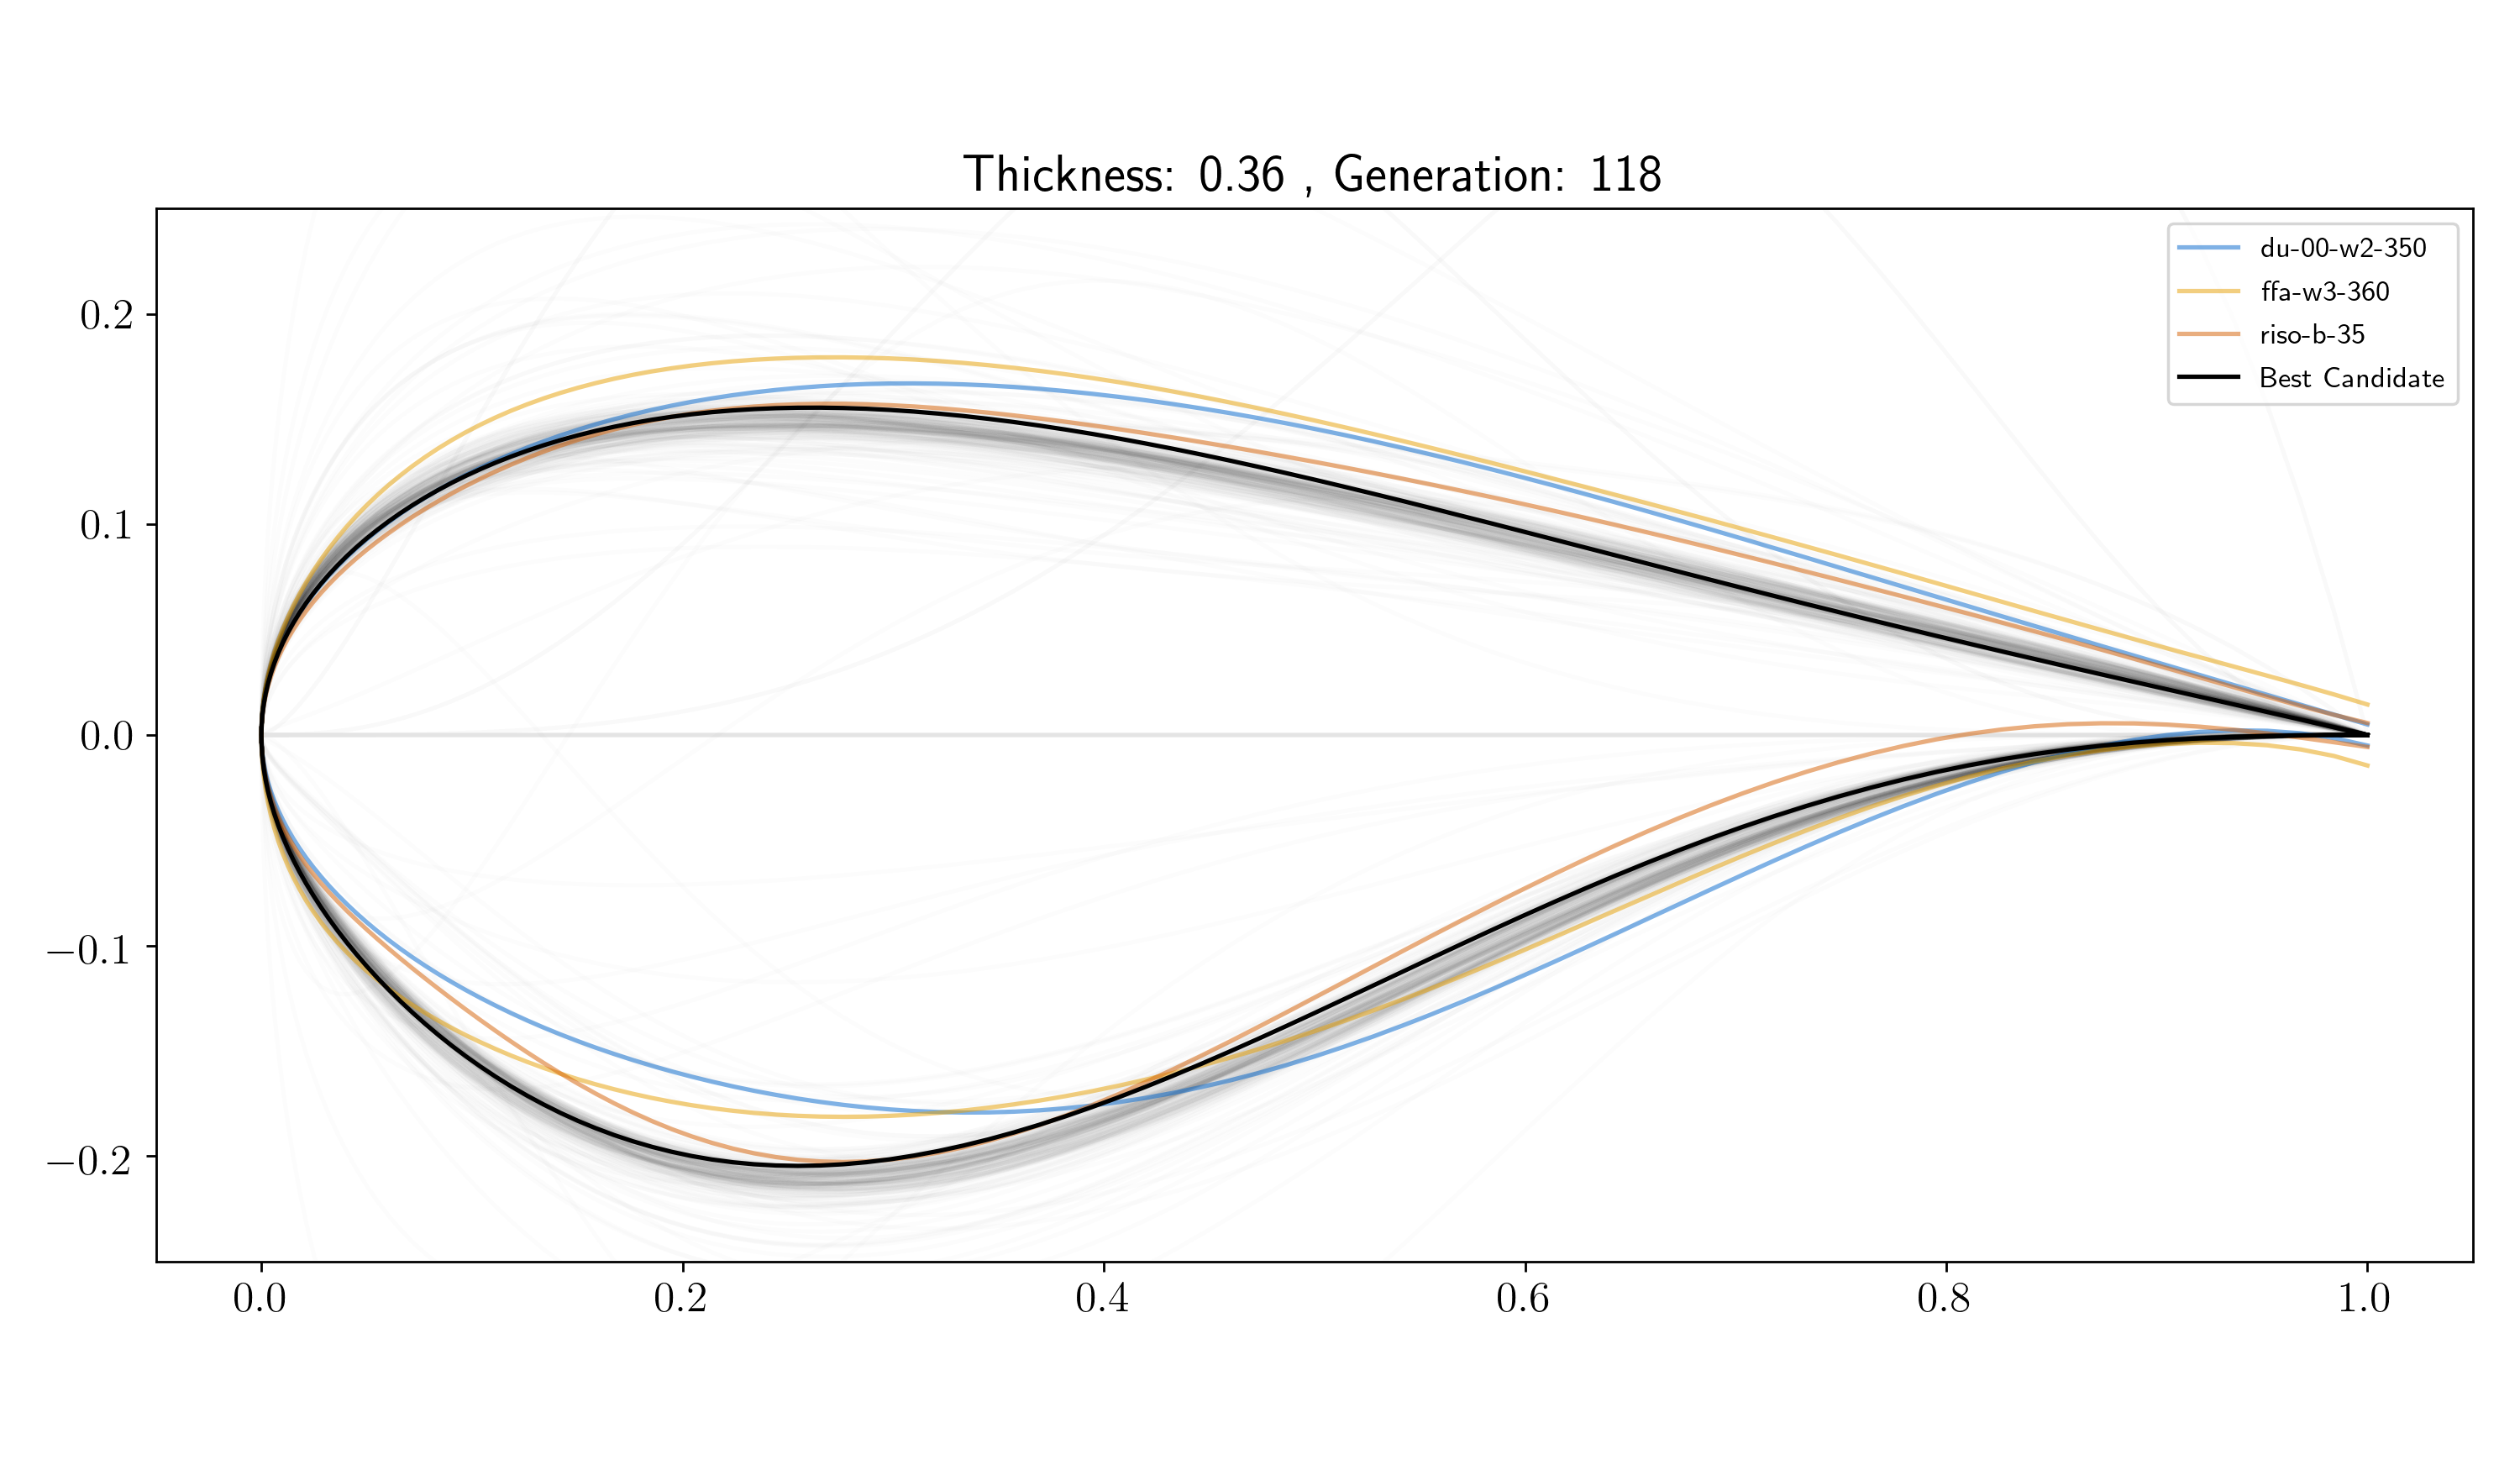 Thickness: 0.36 , Generation: 118
du-00-w2-350
ffa-w3-360
riso-b-35
Best Candidate
0.2
0.1
0.0
−0.1
−0.2
0.0 0.2 0.4 0.6 0.8 1.0